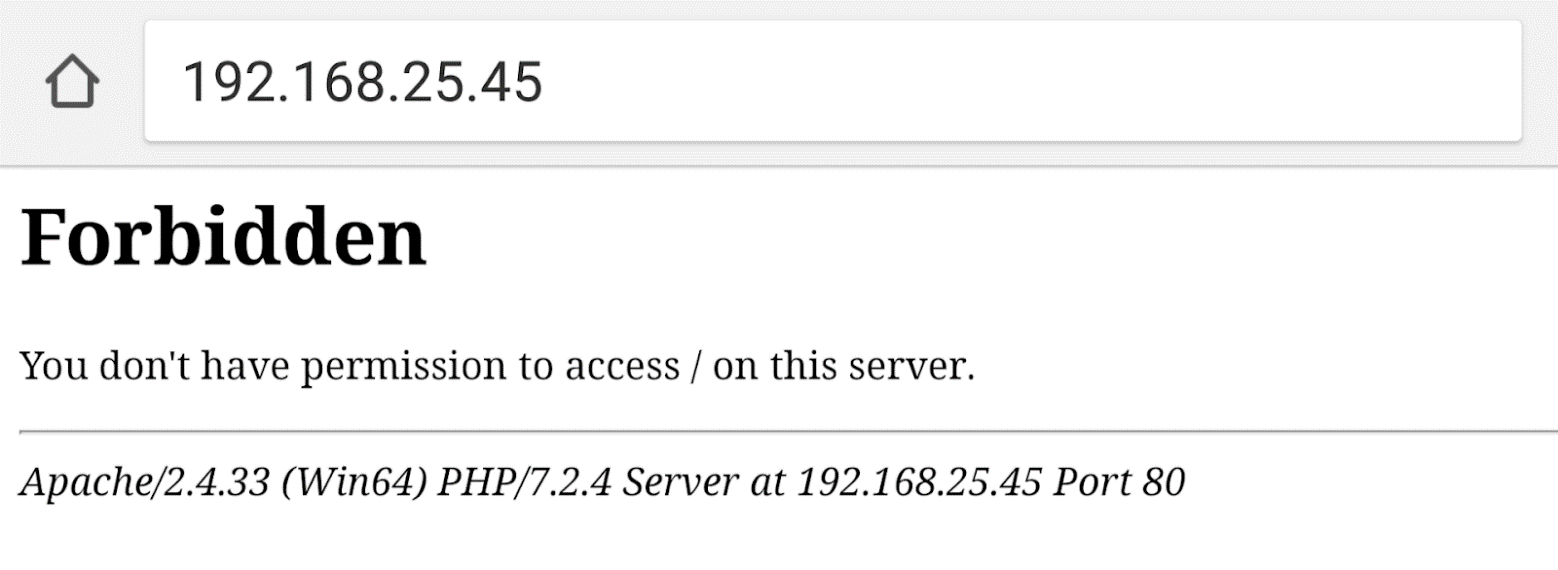 192.168.25.45
Forbidden
You don't have permission to access / on this server.
Apache/2.4.33 (Win64) PHP/7.2.4 Server at 192.168.25.45 Port 80